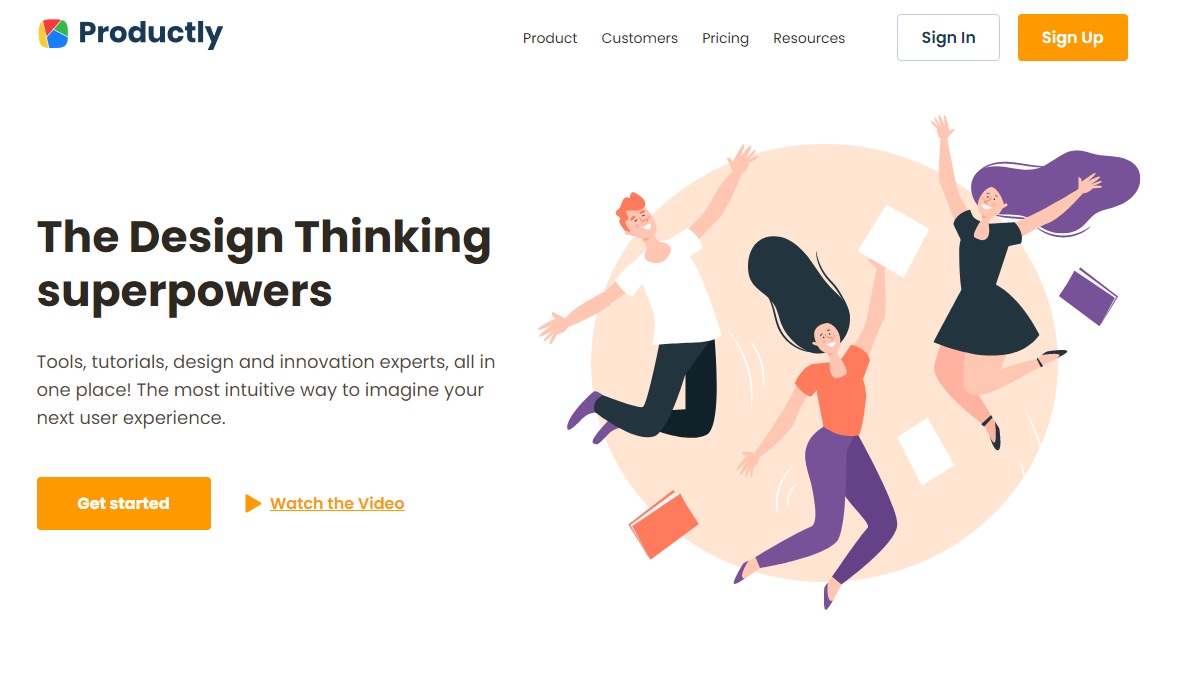 Productly
Product Customers Pricing Resources Sign In Sign Up
The Design Thinking
superpowers
Tools, tutorials, design and innovation experts, all in
one place! The most intuitive way to imagine your
next user experience.
Get started Watch the Video